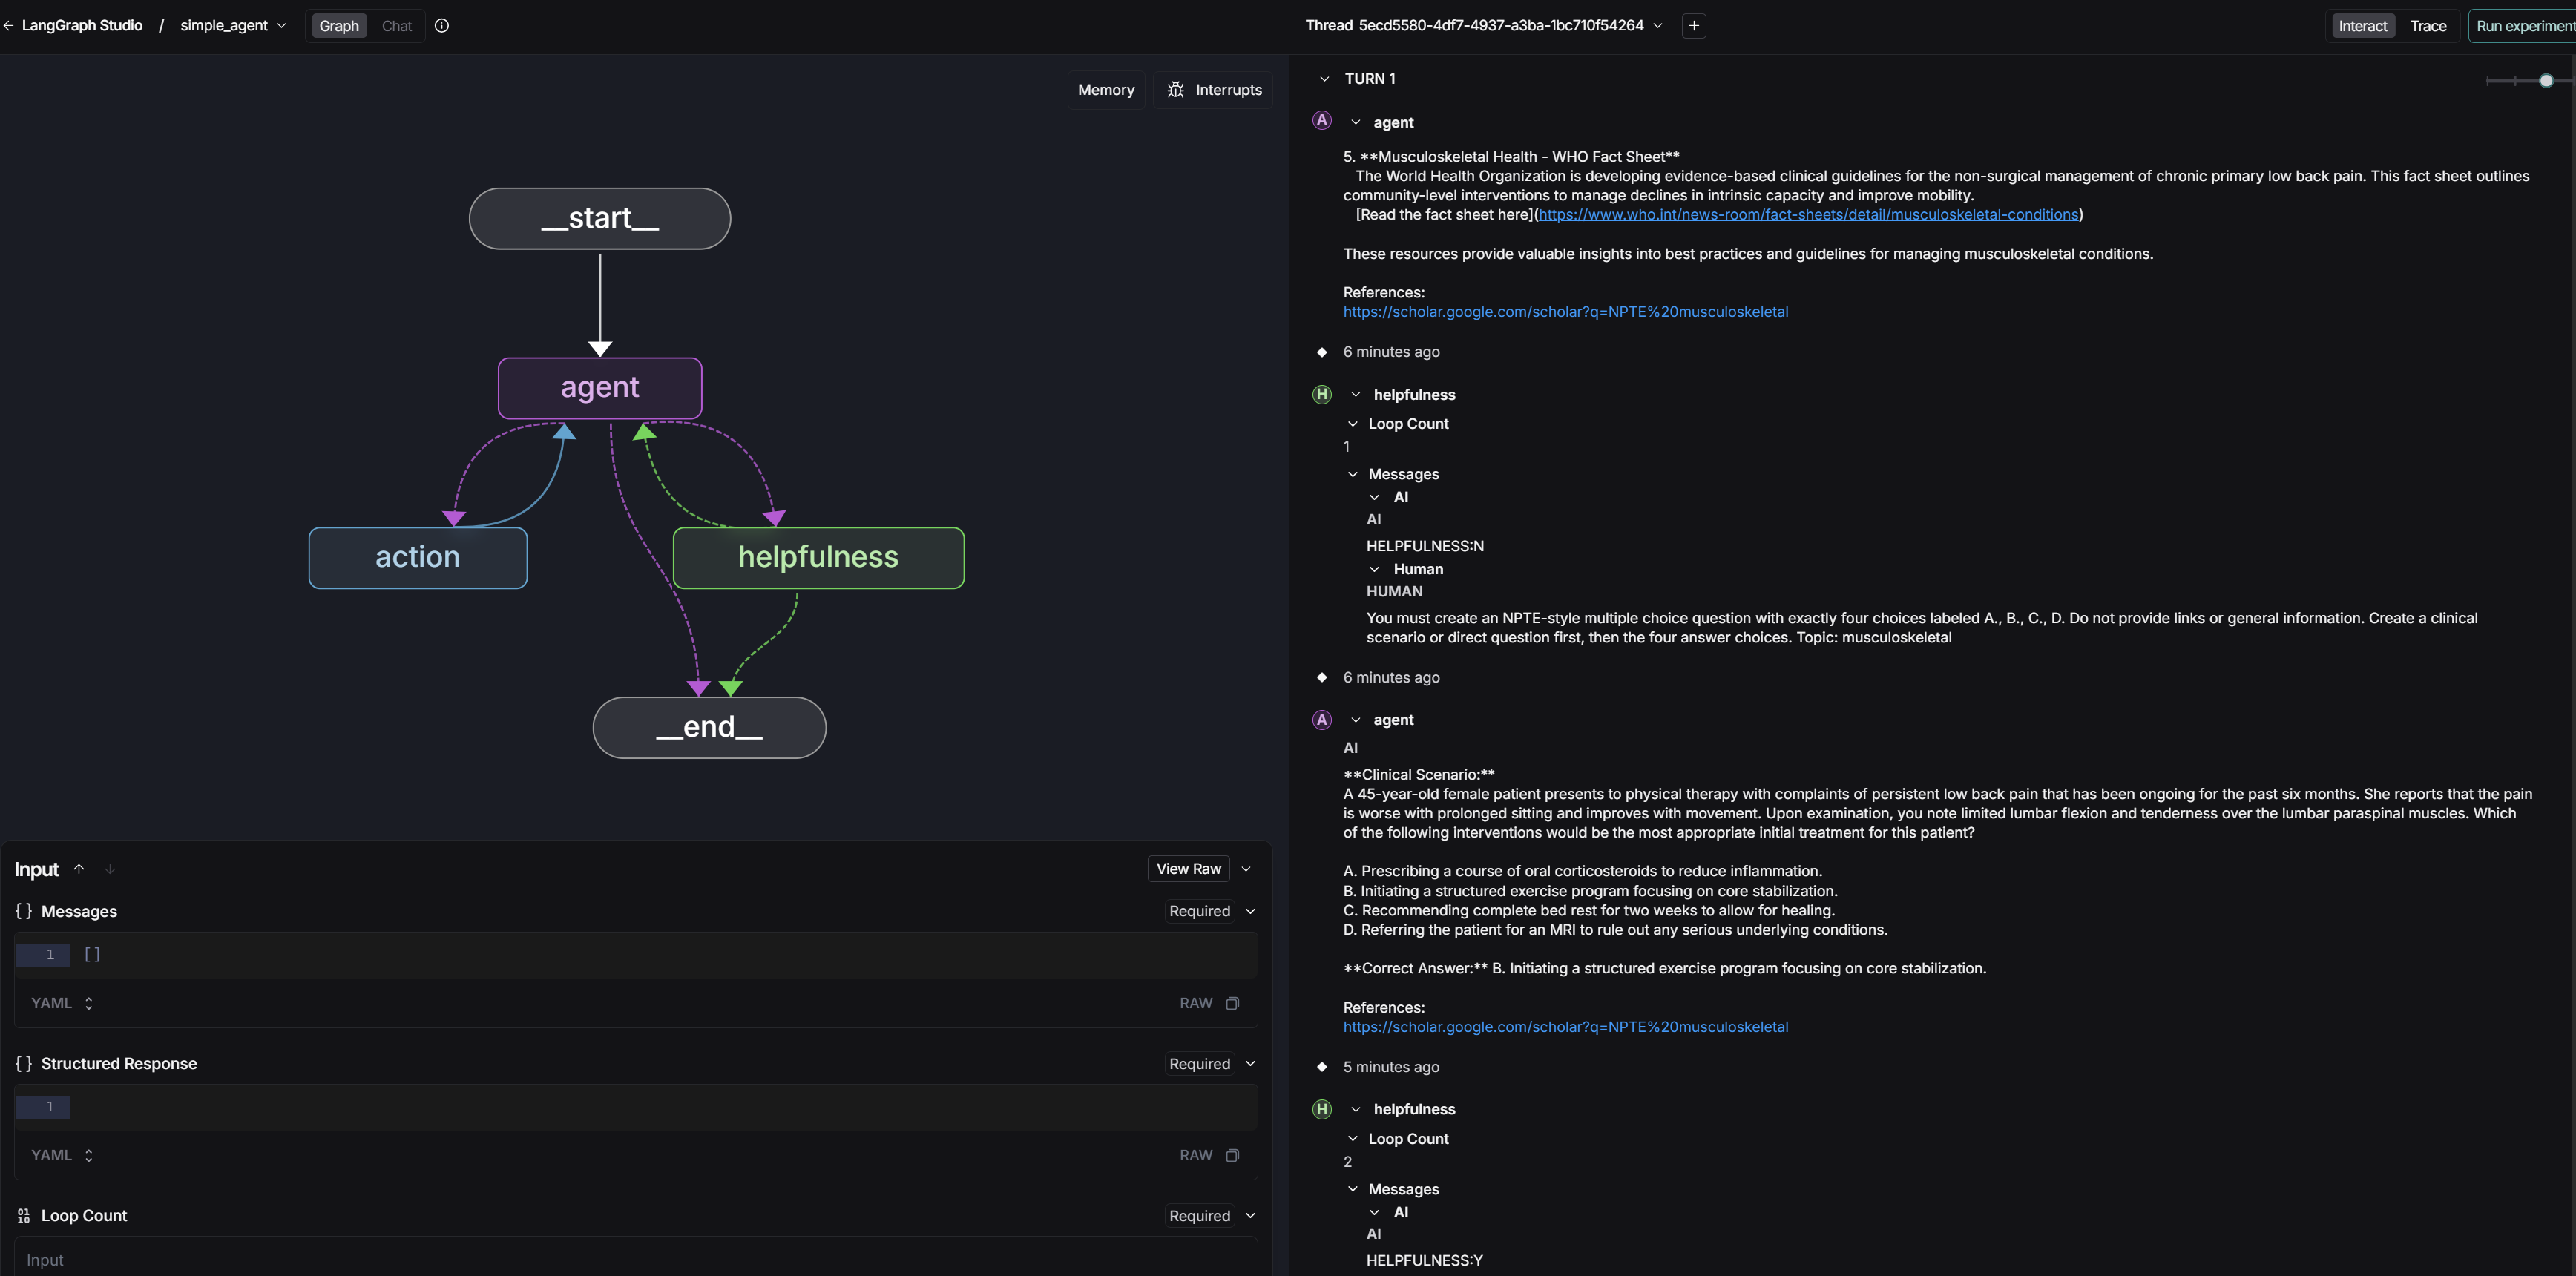 LangGraph Studio / simple_agent Graph Chat
Memory Interrupts
__start__
agent
action
helpfulness
__end__
Input View Raw
{} Messages Required
1 []
YAML RAW
{} Structured Response Required
1
YAML RAW
Loop Count Required
Input
Thread 5ecd5580-4df7-4937-a3ba-1bc710f54264 + Interact Trace Run experiment
TURN 1
A agent
5. **Musculoskeletal Health - WHO Fact Sheet**
The World Health Organization is developing evidence-based clinical guidelines for the non-surgical management of chronic primary low back pain. This fact sheet outlines
community-level interventions to manage declines in intrinsic capacity and improve mobility.
[Read the fact sheet here](https://www.who.int/news-room/fact-sheets/detail/musculoskeletal-conditions)
These resources provide valuable insights into best practices and guidelines for managing musculoskeletal conditions.
References:
https://scholar.google.com/scholar?q=NPTE%20musculoskeletal
6 minutes ago
H helpfulness
Loop Count
1
Messages
AI
AI
HELPFULNESS:N
Human
HUMAN
You must create an NPTE-style multiple choice question with exactly four choices labeled A., B., C., D. Do not provide links or general information. Create a clinical
scenario or direct question first, then the four answer choices. Topic: musculoskeletal
6 minutes ago
A agent
AI
**Clinical Scenario:**
A 45-year-old female patient presents to physical therapy with complaints of persistent low back pain that has been ongoing for the past six months. She reports that the pain
is worse with prolonged sitting and improves with movement. Upon examination, you note limited lumbar flexion and tenderness over the lumbar paraspinal muscles. Which
of the following interventions would be the most appropriate initial treatment for this patient?
A. Prescribing a course of oral corticosteroids to reduce inflammation.
B. Initiating a structured exercise program focusing on core stabilization.
C. Recommending complete bed rest for two weeks to allow for healing.
D. Referring the patient for an MRI to rule out any serious underlying conditions.
**Correct Answer:** B. Initiating a structured exercise program focusing on core stabilization.
References:
https://scholar.google.com/scholar?q=NPTE%20musculoskeletal
5 minutes ago
H helpfulness
Loop Count
2
Messages
AI
AI
HELPFULNESS:Y